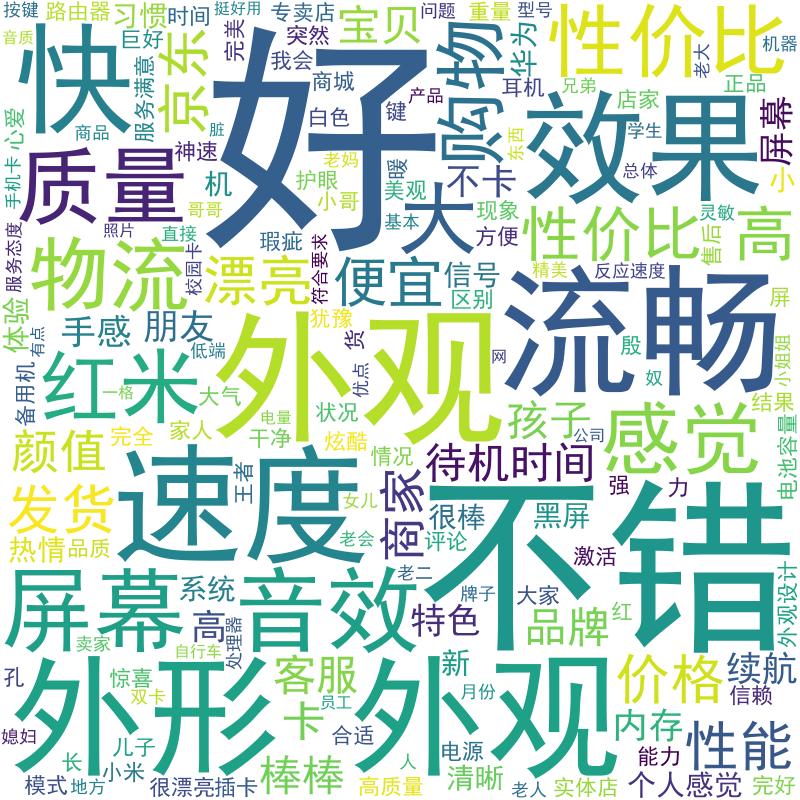 按键
路由器
习惯
时间
专卖店
宝贝
问题
重量
型号
性价比
音质
巨好
京东
挺好用
完美
突然
华为
老大
机器
快
好
购物
我会
商城
产品
耳机
兄弟
正品
手机卡
心爱
商品
服务满意
脏
白色
键
东西
效果
店家
学生
屏幕
质量
神速
老妈
暖
不卡
总体
小
机
护眼
美观
哥哥
小哥
大
现象
性价比
灵敏
高
服务态度
照片
直接
基本
方便
售后
物流
校园卡
瑕疵
符合要求
便宜
信号
精美
反应速度
漂亮
区别
屏
体验
手感
朋友
犹豫
货
外观
流畅
殷
有点
低端
优点
网
奴
小姐姐
备用机
红米
大气
一格
电量
状况
孩子
感觉
结果
颜值
完全
家人
干净
炫酷
情况
公司
待机时间
电池容量
速度
王者
女儿
商家
强
力
发货
很棒
黑屏
不错
热情
品质
老会
评论
激活
老二
屏幕
音效
系统
牌子
大家
红
外观设计
高
特色
品牌
卖家
处理器
自行车
外形
外观
孔
惊喜
客服
新
价格
续航
双卡
员工
月份
信赖
媳妇
卡
合适
电源
内存
性能
长
儿子
人
能力
模式
地方
小米
很漂亮
插卡
棒棒
高质量
清晰
老人
实体店
个人感觉
完好